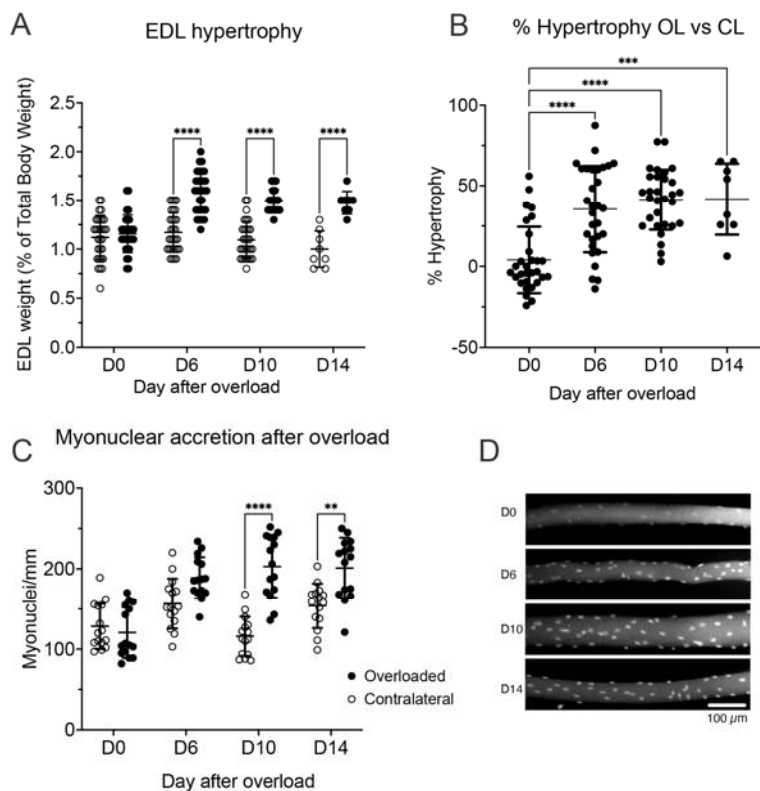 A
EDL hypertrophy
EDL weight (% of Total Body Weight)
2.5
2.0
1.5
1.0
0.5
0.0
****
****
****
D0 D6 D10 D14
Day after overload
B
% Hypertrophy OL vs CL
% Hypertrophy
100
50
0
-50
***
****
****
D0 D6 D10 D14
Day after overload
C
Myonuclear accretion after overload
Myonuclei/mm
300
200
100
0
****
**
Overloaded
Contralateral
D0 D6 D10 D14
Day after overload
D
D0
D6
D10
D14
100 µm